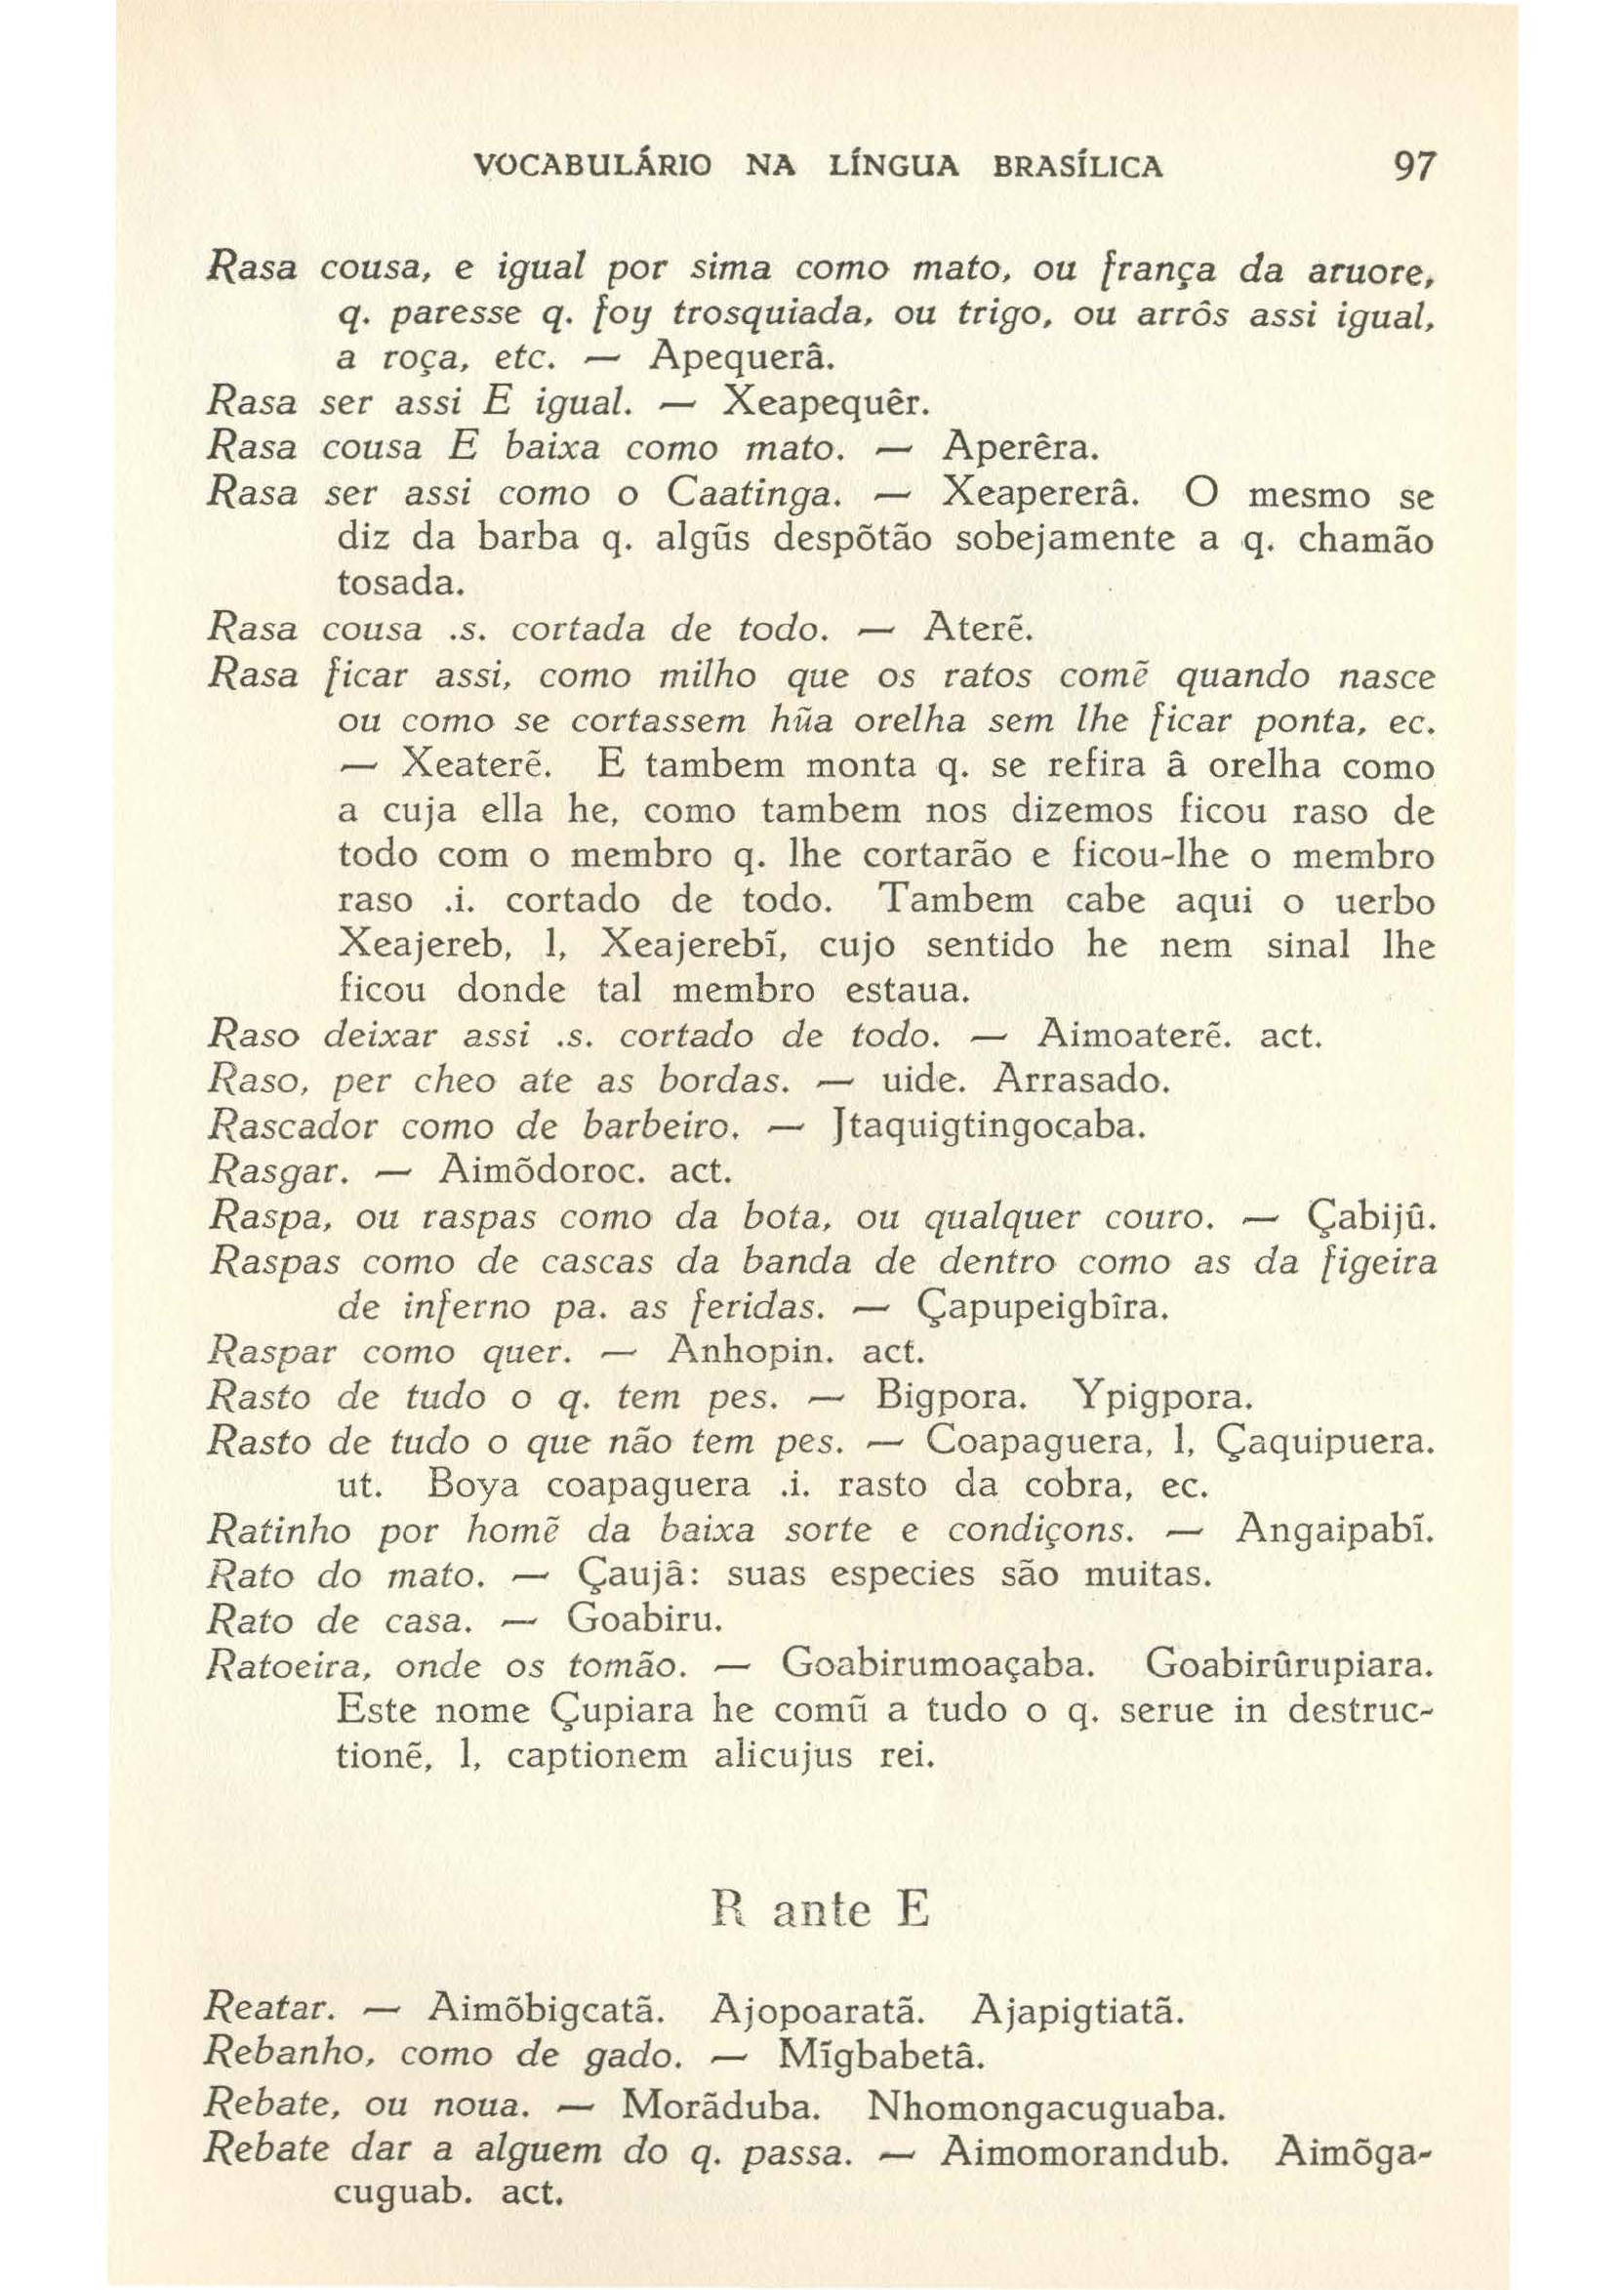 VOCABULÁRIO NA LÍNGUA BRASÍLICA 97
Rasa cousa, e igual por sima como mato, ou frança da aruore,
q. paresse q. foy trosquiada, ou trigo, ou arrôs assi igual,
a roça, etc. — Apequerâ.
Rasa ser assi E igual. — Xeapequêr.
Rasa cousa E baixa como mato. — Aperêra.
Rasa ser assi como o Caatinga. — Xeapererâ. O mesmo se
diz da barba q. algũs despõtão sobejamente a q. chamão
tosada.
Rasa cousa .s. cortada de todo. — Aterẽ.
Rasa ficar assi, como milho que os ratos comẽ quando nasce
ou como se cortassem hũa orelha sem lhe ficar ponta, ec.
— Xeaterẽ. E tambem monta q. se refira â orelha como
a cuja ella he, como tambem nos dizemos ficou raso de
todo com o membro q. lhe cortarão e ficou-lhe o membro
raso .i. cortado de todo. Tambem cabe aqui o uerbo
Xeajereb, l, Xeajerebĩ, cujo sentido he nem sinal lhe
ficou donde tal membro estaua.
Raso deixar assi .s. cortado de todo. — Aimoaterẽ. act.
Raso, per cheo ate as bordas. — uide. Arrasado.
Rascador como de barbeiro. — Jtaquigtingocaba.
Rasgar. — Aimõdoroc. act.
Raspa, ou raspas como da bota, ou qualquer couro. — Çabijû.
Raspas como de cascas da banda de dentro como as da figeira
de inferno pa. as feridas. — Çapupeigbîra.
Raspar como quer. — Anhopin. act.
Rasto de tudo o q. tem pes. — Bigpora. Ypigpora.
Rasto de tudo o que não tem pes. — Coapaguera, l, Çaquipuera.
ut. Boya coapaguera .i. rasto da cobra, ec.
Ratinho por homẽ da baixa sorte e condiçons. — Angaipabĩ.
Rato do mato. — Çaujâ: suas especies são muitas.
Rato de casa. — Goabiru.
Ratoeira, onde os tomão. — Goabirumoaçaba. Goabirûrupiara.
Este nome Çupiara he comũ a tudo o q. serue in destruc-
tionẽ, l, captionem alicujus rei.
R ante E
Reatar. — Aimõbigcatã. Ajopoaratã. Ajapigtiatã.
Rebanho, como de gado. — Mĩgbabetâ.
Rebate, ou noua. — Morãduba. Nhomongacuguaba.
Rebate dar a alguem do q. passa. — Aimomorandub. Aimõga-
cuguab. act.